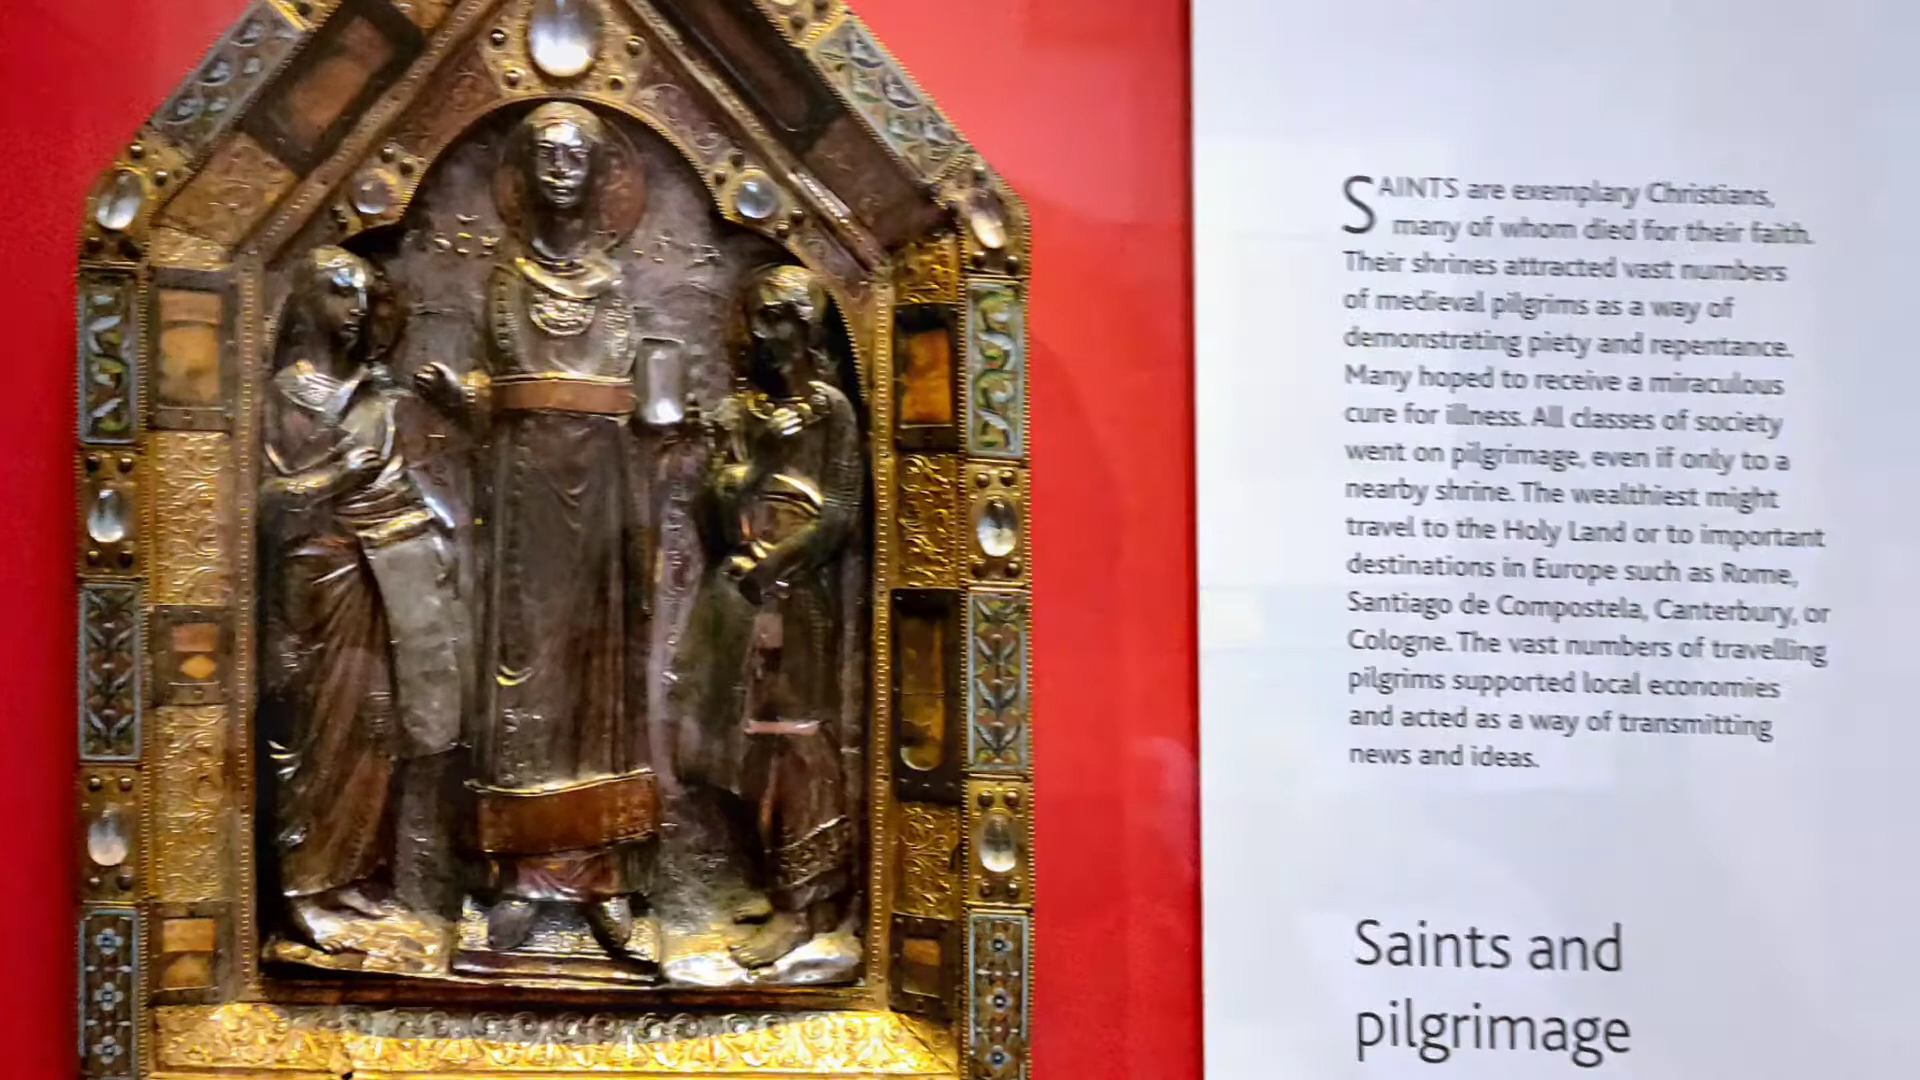 SAINTS are exemplary Christians,
many of whom died for their faith.
Their shrines attracted vast numbers
of medieval pilgrims as a way of
demonstrating piety and repentance.
Many hoped to receive a miraculous
cure for illness. All classes of society
went on pilgrimage, even if only to a
nearby shrine. The wealthiest might
travel to the Holy Land or to important
destinations in Europe such as Rome,
Santiago de Compostela, Canterbury, or
Cologne. The vast numbers of travelling
pilgrims supported local economies
and acted as a way of transmitting
news and ideas.
Saints and
pilgrimage